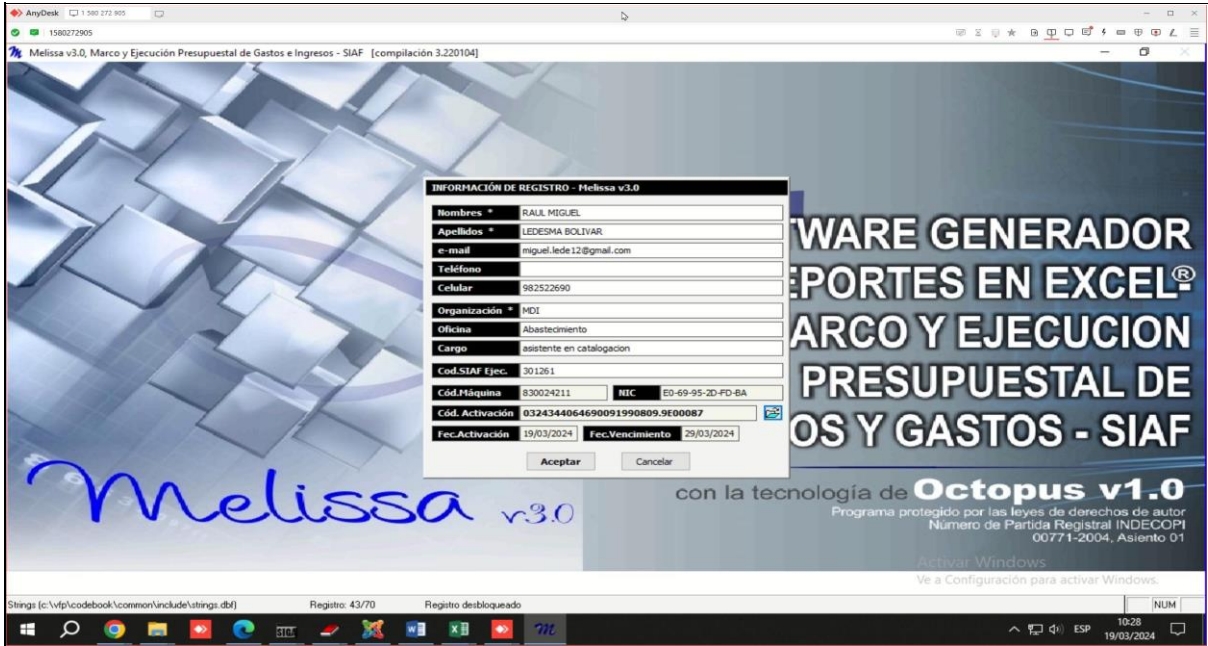 AnyDesk 1 580 272 905
1580272905
Melissa v3.0, Marco y Ejecución Presupuestal de Gastos e Ingresos - SIAF [compilación 3.220104]
INFORMACIÓN DE REGISTRO - Melissa v3.0
Nombres * RAUL MIGUEL
Apellidos * LEDESMA BOLIVAR
e-mail miguel.lede12@gmail.com
Teléfono
Celular 982522690
Organización * MDI
Oficina Abastecimiento
Cargo asistente en catalogacion
Cod.SIAF Ejec. 301261
Cód.Máquina 830024211 NIC E0-69-95-2D-FD-BA
Cód. Activación 0324344064690091990809.9E00087
Fec.Activación 19/03/2024 Fec.Vencimiento 29/03/2024
Aceptar Cancelar
WARE GENERADOR
EPORTES EN EXCEL®
ARCO Y EJECUCION
PRESUPUESTAL DE
OS Y GASTOS - SIAF
Melissa v3.0
con la tecnología de Octopus v1.0
Programa protegido por las leyes de derechos de autor
Número de Partida Registral INDECOPI
00771-2004, Asiento 01
Activar Windows
Ve a Configuración para activar Windows.
Strings (c:\vfp\codebook\common\include\strings.dbf) Registro: 43/70 Registro desbloqueado NUM
ESP 10:28
19/03/2024